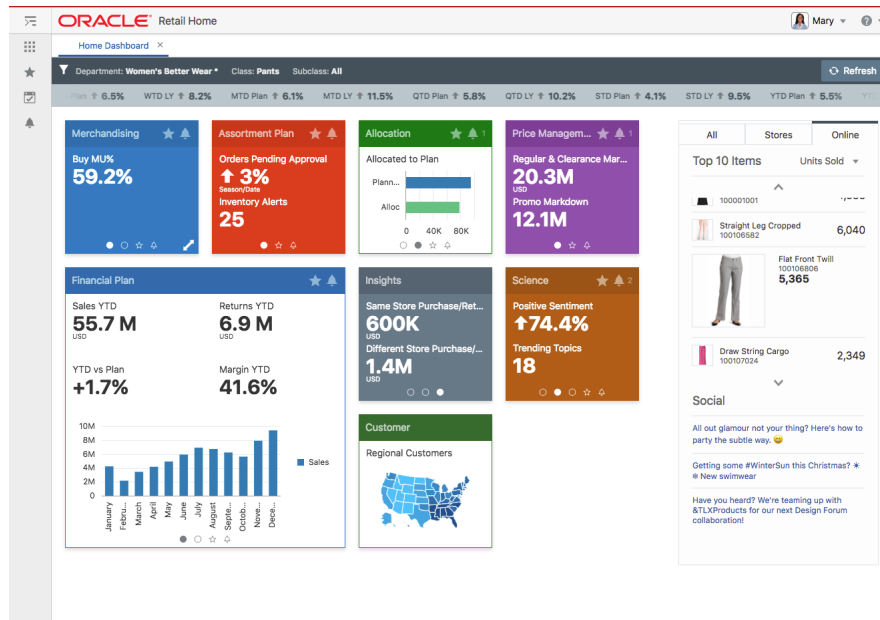 ORACLE® Retail Home
Mary
Home Dashboard ×
Department: Women's Better Wear * Class: Pants Subclass: All
Refresh
Plan 6.5% WTD LY 8.2% MTD Plan 6.1% MTD LY 11.5% QTD Plan 5.8% QTD LY 10.2% STD Plan 4.1% STD LY 9.5% YTD Plan 5.5%
Merchandising
Buy MU%
59.2%
Assortment Plan
Orders Pending Approval
3%
Season/Date
Inventory Alerts
25
Allocation 1
Allocated to Plan
Plann...
Alloc
0 40K 80K
Price Managem... 1
Regular & Clearance Mar...
20.3M
USD
Promo Markdown
12.1M
Financial Plan
Sales YTD
55.7 M
USD
Returns YTD
6.9 M
USD
YTD vs Plan
+1.7%
Margin YTD
41.6%
10M
8M
6M
4M
2M
0
January
Febru...
March
April
May
June
July
August
Septe...
Octob...
Nove...
Dece...
Sales
Insights
Same Store Purchase/Ret...
600K
USD
Different Store Purchase/...
1.4M
USD
Science 2
Positive Sentiment
74.4%
Trending Topics
18
Customer
Regional Customers
All Stores Online
Top 10 Items Units Sold
100001001
Straight Leg Cropped
100106582
6,040
Flat Front Twill
100106806
5,365
Draw String Cargo
100107024
2,349
Social
All out glamour not your thing? Here's how to
party the subtle way. 😀
Getting some #WinterSun this Christmas? ☀
❄ New swimwear
Have you heard? We're teaming up with
&TLXProducts for our next Design Forum
collaboration!